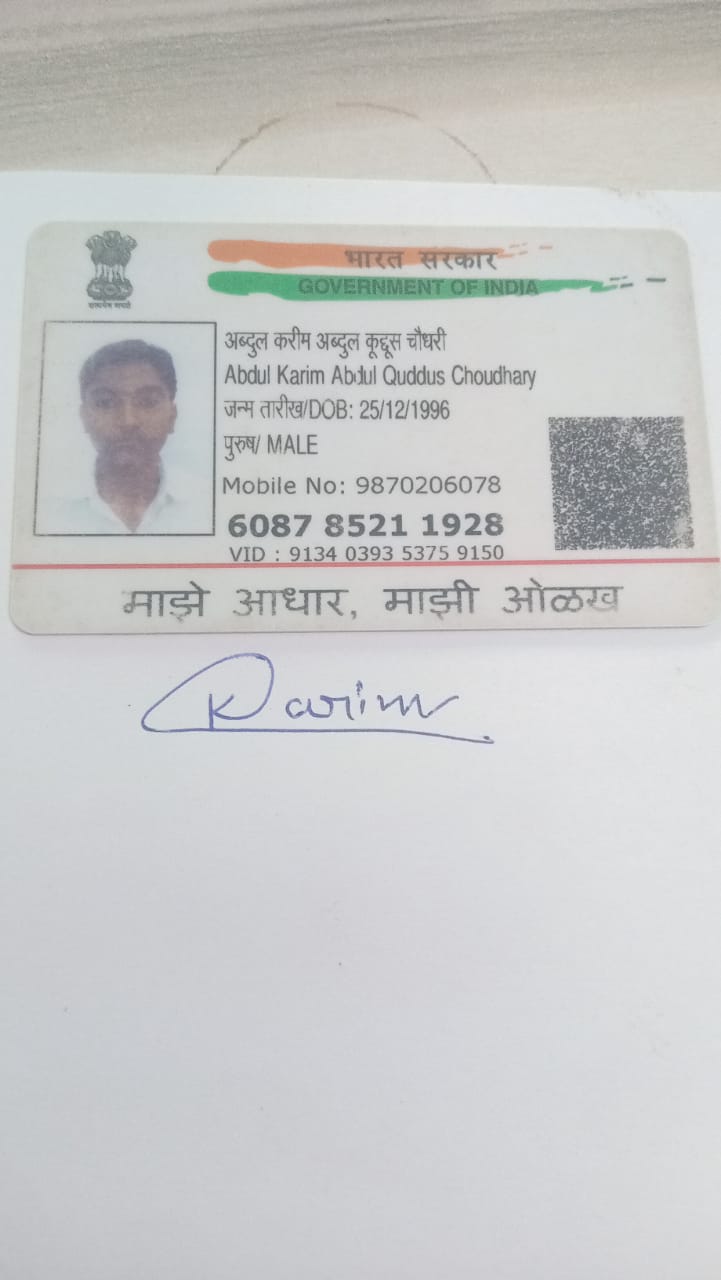 भारत सरकार
GOVERNMENT OF INDIA
सत्यमेव जयते
अब्दुल करीम अब्दुल कूद्दूस चौधरी
Abdul Karim Abdul Quddus Choudhary
जन्म तारीख/DOB: 25/12/1996
पुरुष/ MALE
Mobile No: 9870206078
6087 8521 1928
VID : 9134 0393 5375 9150
माझे आधार, माझी ओळख
Karim